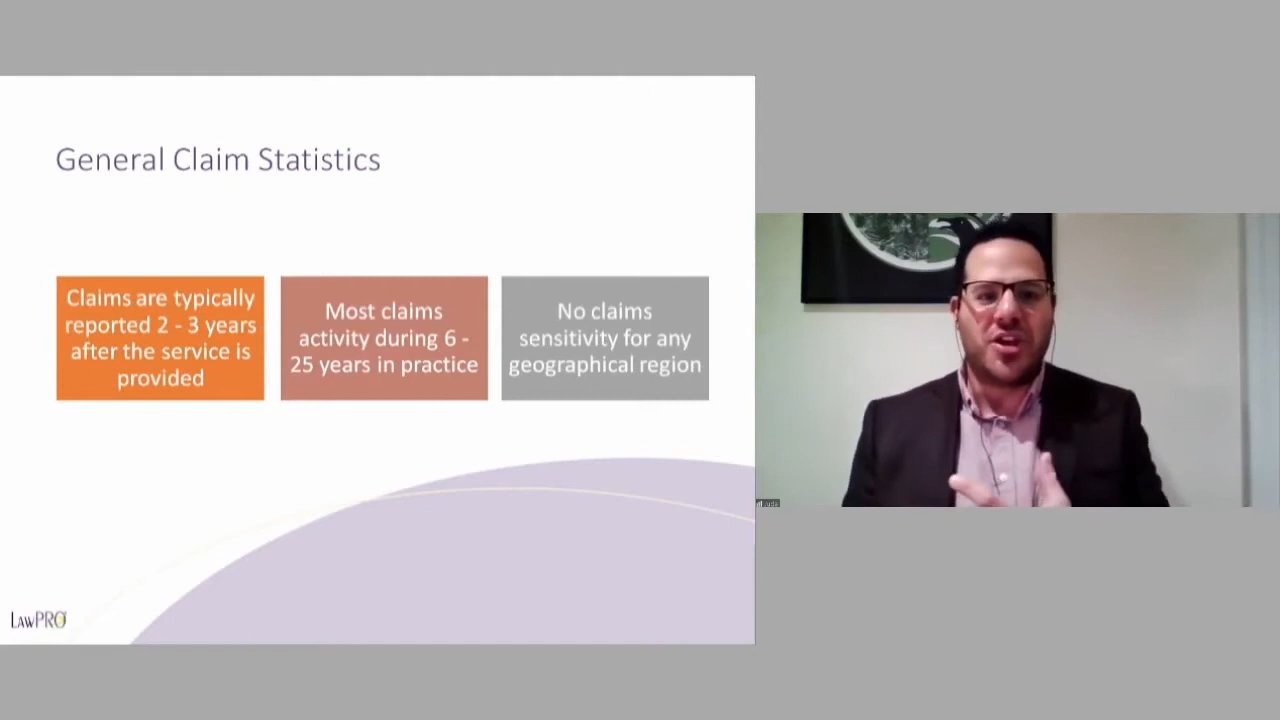 General Claim Statistics
Claims are typically
reported 2 - 3 years
after the service is
provided
Most claims
activity during 6 -
25 years in practice
No claims
sensitivity for any
geographical region
LAWPRO